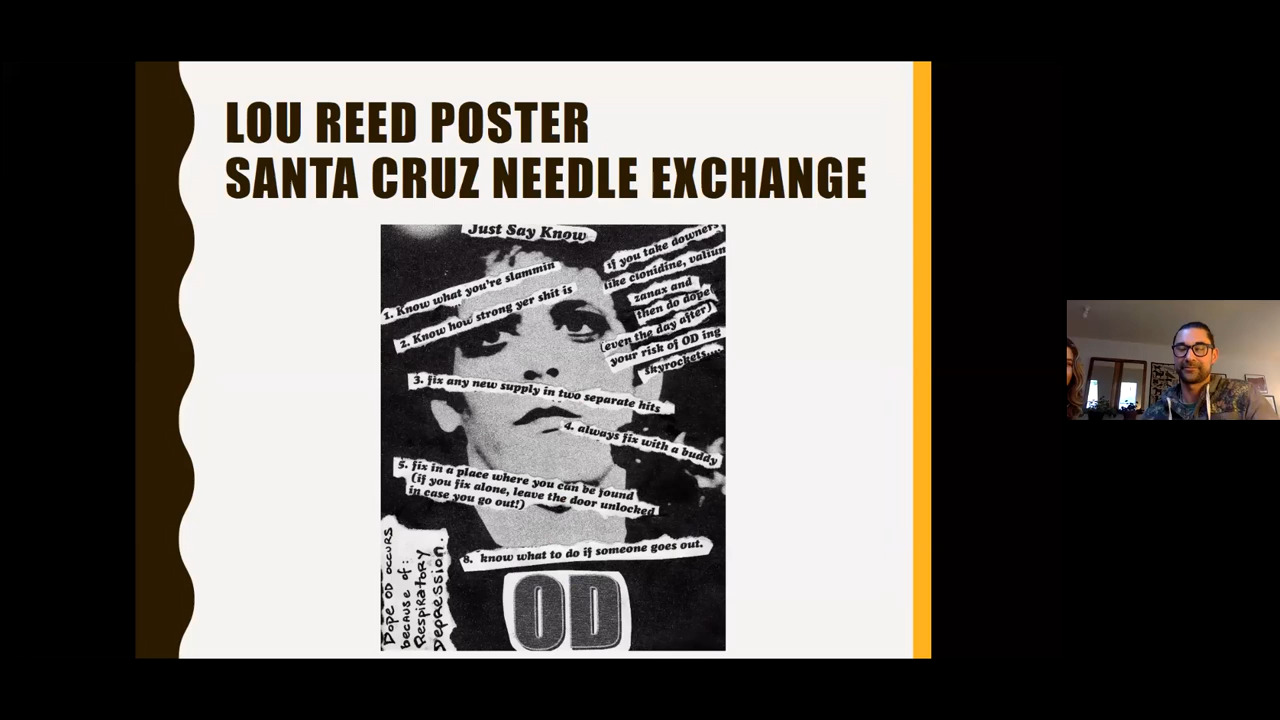 LOU REED POSTER
SANTA CRUZ NEEDLE EXCHANGE
Just Say Know
1. Know what you're slammin
2. Know how strong yer shit is
if you take downers
like clonidine, valium
zanax and
then do dope
(even the day after)
your risk of OD ing
skyrockets....
3. fix any new supply in two separate hits
4. always fix with a buddy
5. fix in a place where you can be found
(if you fix alone, leave the door unlocked
in case you go out!)
8. know what to do if someone goes out.
Dope OD occurs
because of:
Respiratory
Depression.
OD